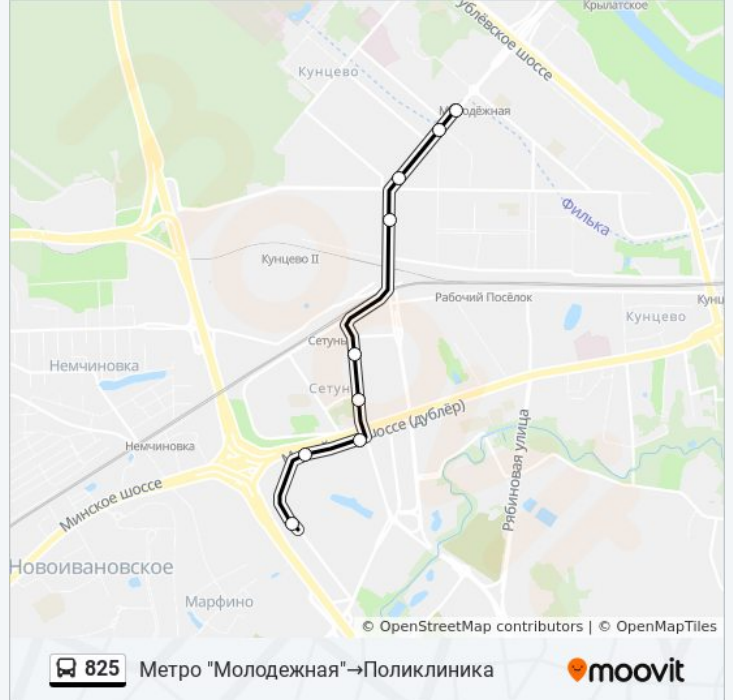 Крылатское
Рублёвское шоссе
Кунцево
Молодёжная
Филька
Кунцево II
Рабочий Посёлок
Кунцево
Сетунь
Немчиновка
Сетунь
шоссе (дублёр)
Немчиновка
Рябиновая улица
Минское шоссе
Новоивановское
Марфино
© OpenStreetMap contributors | © OpenMapTiles
825 Метро "Молодежная"→Поликлиника
moovit